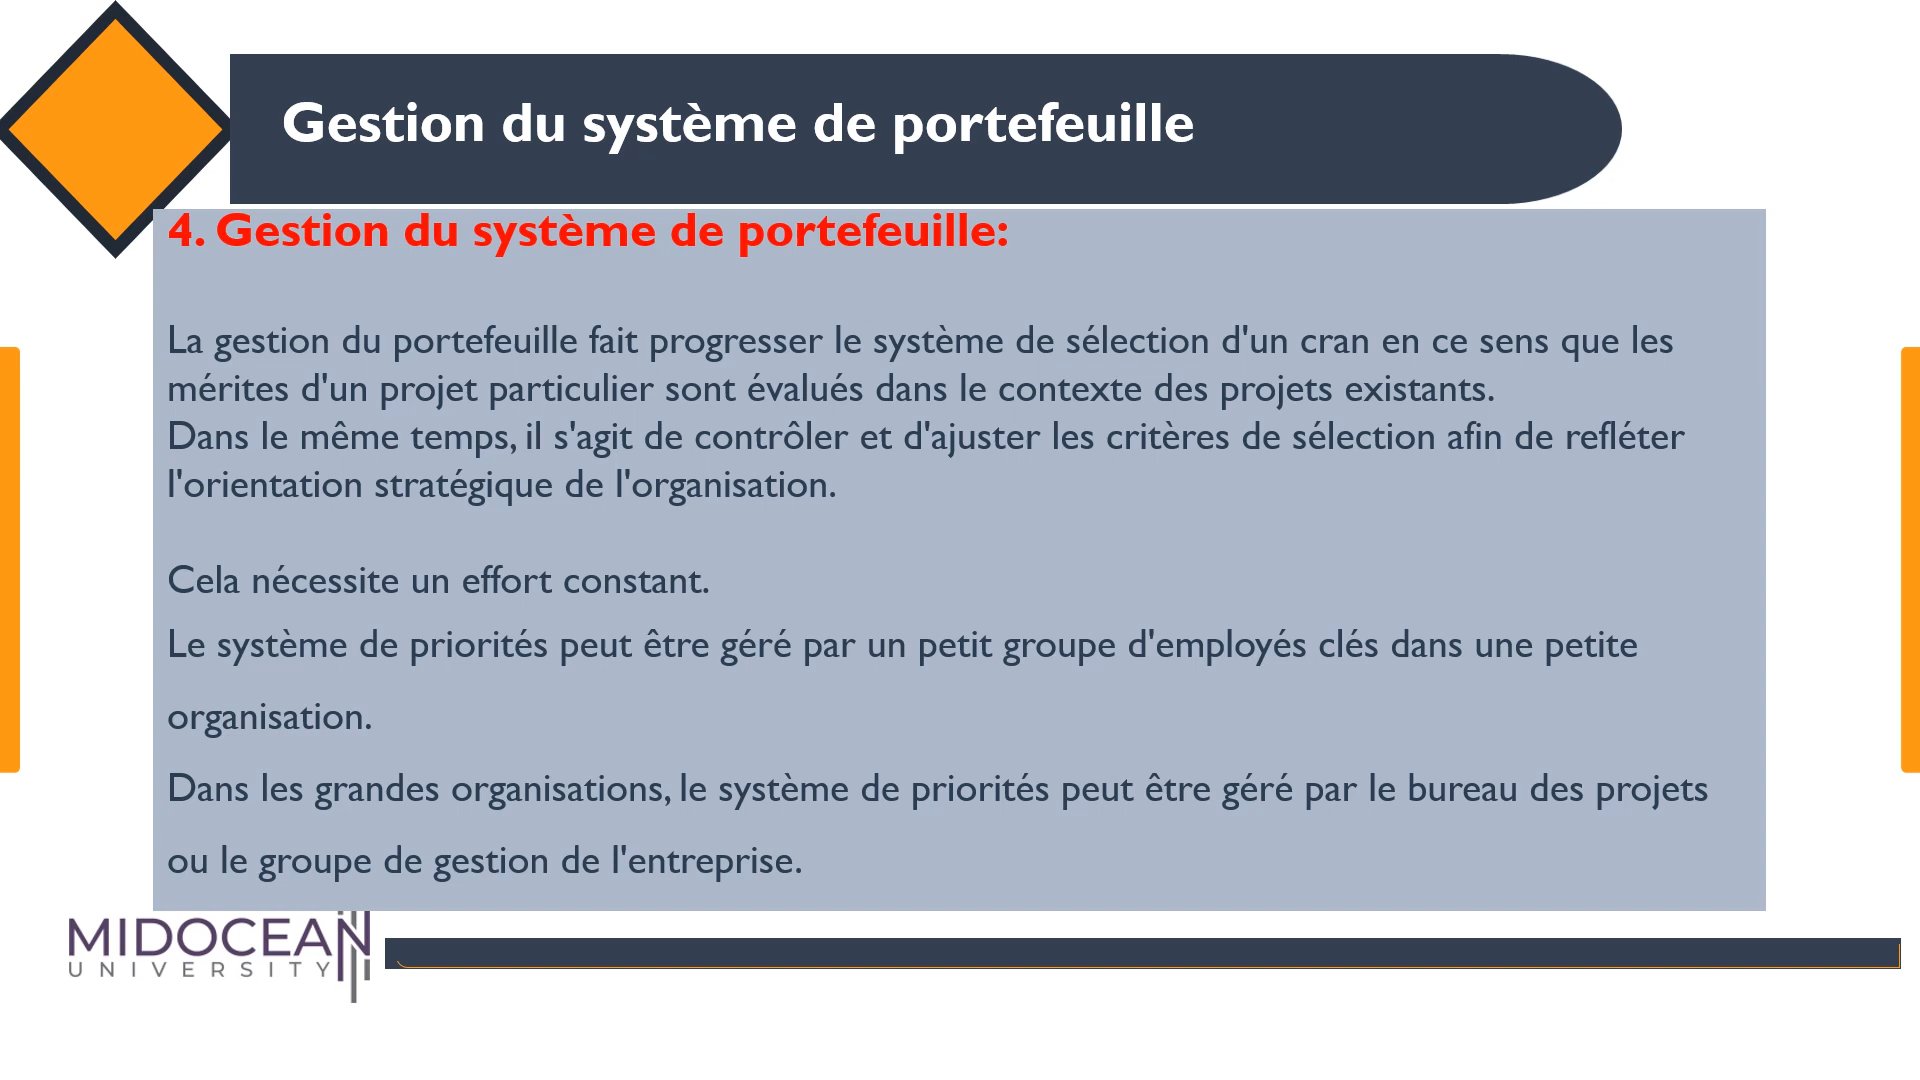 Gestion du système de portefeuille
4. Gestion du système de portefeuille:
La gestion du portefeuille fait progresser le système de sélection d'un cran en ce sens que les
mérites d'un projet particulier sont évalués dans le contexte des projets existants.
Dans le même temps, il s'agit de contrôler et d'ajuster les critères de sélection afin de refléter
l'orientation stratégique de l'organisation.
Cela nécessite un effort constant.
Le système de priorités peut être géré par un petit groupe d'employés clés dans une petite
organisation.
Dans les grandes organisations, le système de priorités peut être géré par le bureau des projets
ou le groupe de gestion de l'entreprise.
MIDOCEAN
UNIVERSITY